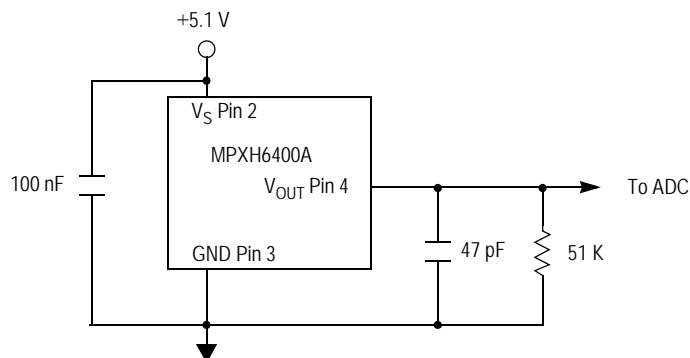 +5.1 V
V_S Pin 2
MPXH6400A
100 nF
V_OUT Pin 4
To ADC
GND Pin 3
47 pF
51 K